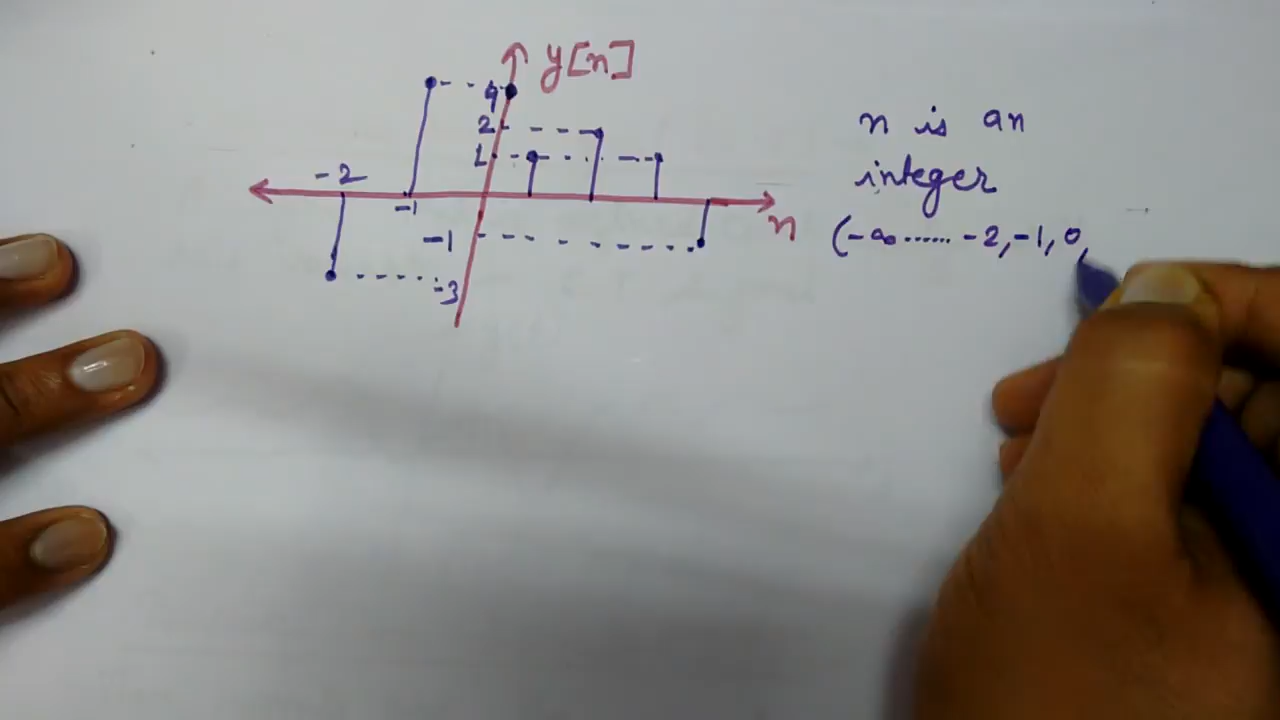 y[n]
4
2
1
-2
-1
-1
-3
n
n is an
integer
(-∞ ...... -2, -1, 0,